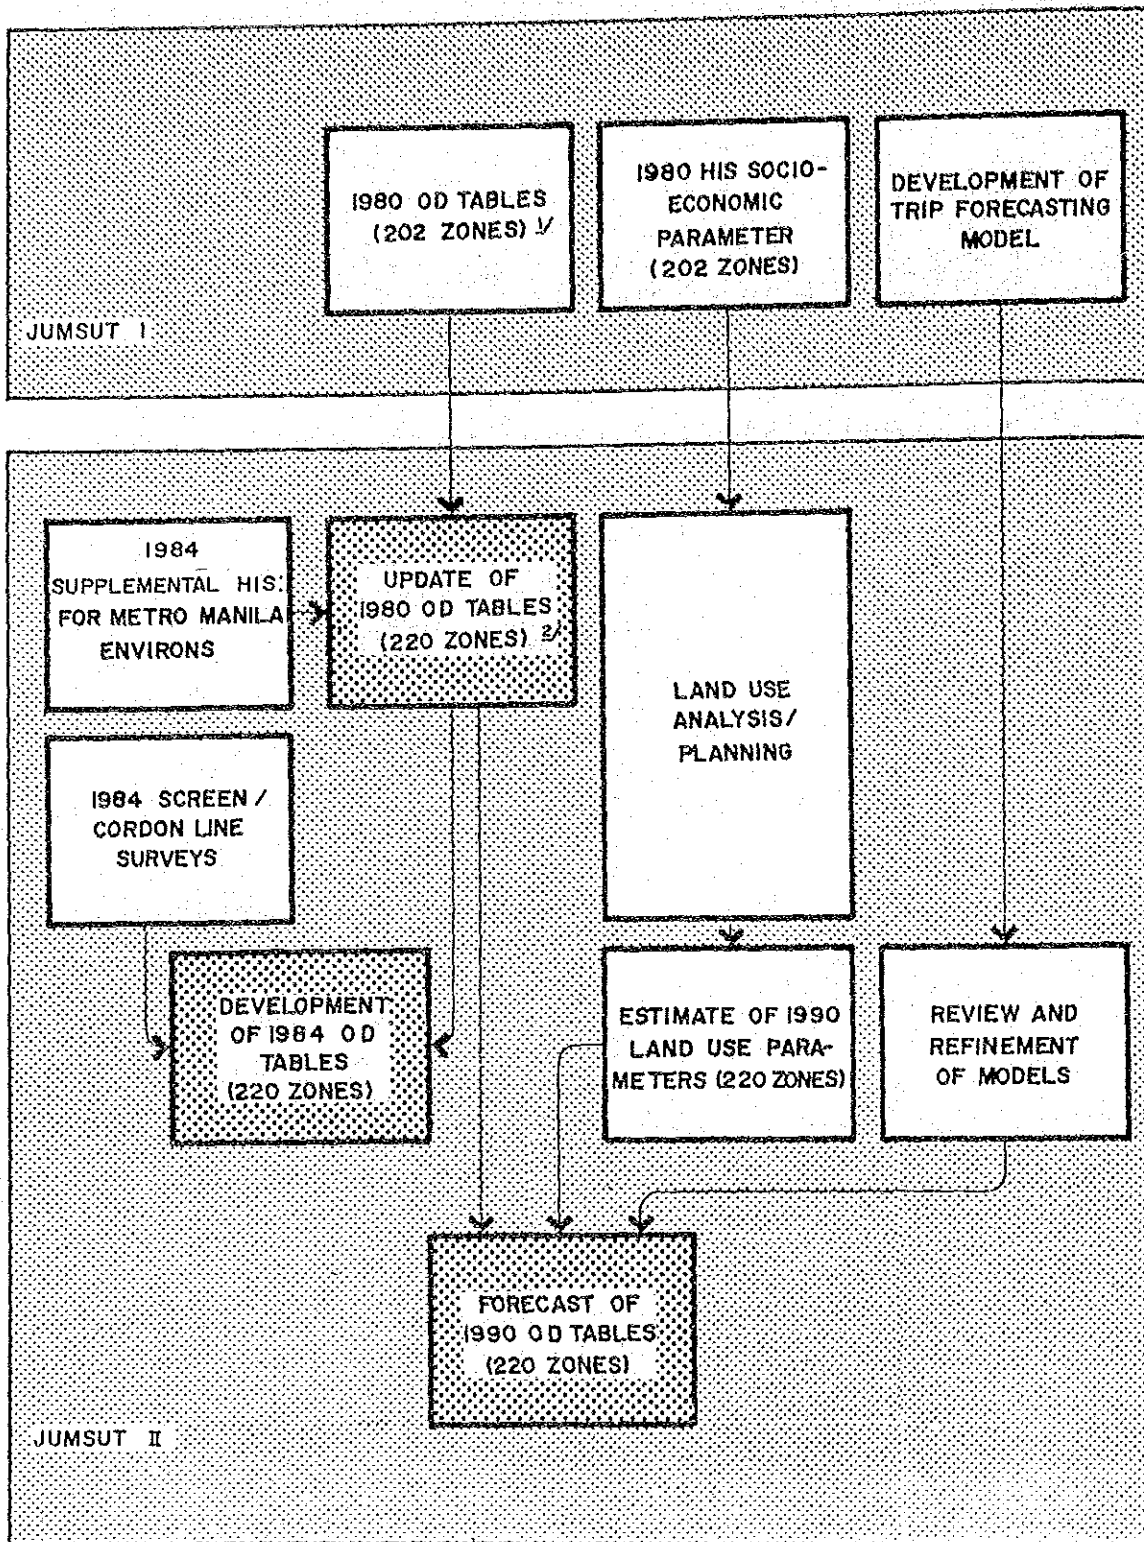 1980 OD TABLES
(202 ZONES) 1/
1980 HIS SOCIO-
ECONOMIC
PARAMETER
(202 ZONES)
DEVELOPMENT OF
TRIP FORECASTING
MODEL
JUMSUT I
1984
SUPPLEMENTAL HIS.
FOR METRO MANILA
ENVIRONS
UPDATE OF
1980 OD TABLES
(220 ZONES) 2/
LAND USE
ANALYSIS/
PLANNING
1984 SCREEN /
CORDON LINE
SURVEYS
DEVELOPMENT
OF 1984 OD
TABLES
(220 ZONES)
ESTIMATE OF 1990
LAND USE PARA-
METERS (220 ZONES)
REVIEW AND
REFINEMENT
OF MODELS
FORECAST OF
1990 OD TABLES
(220 ZONES)
JUMSUT II